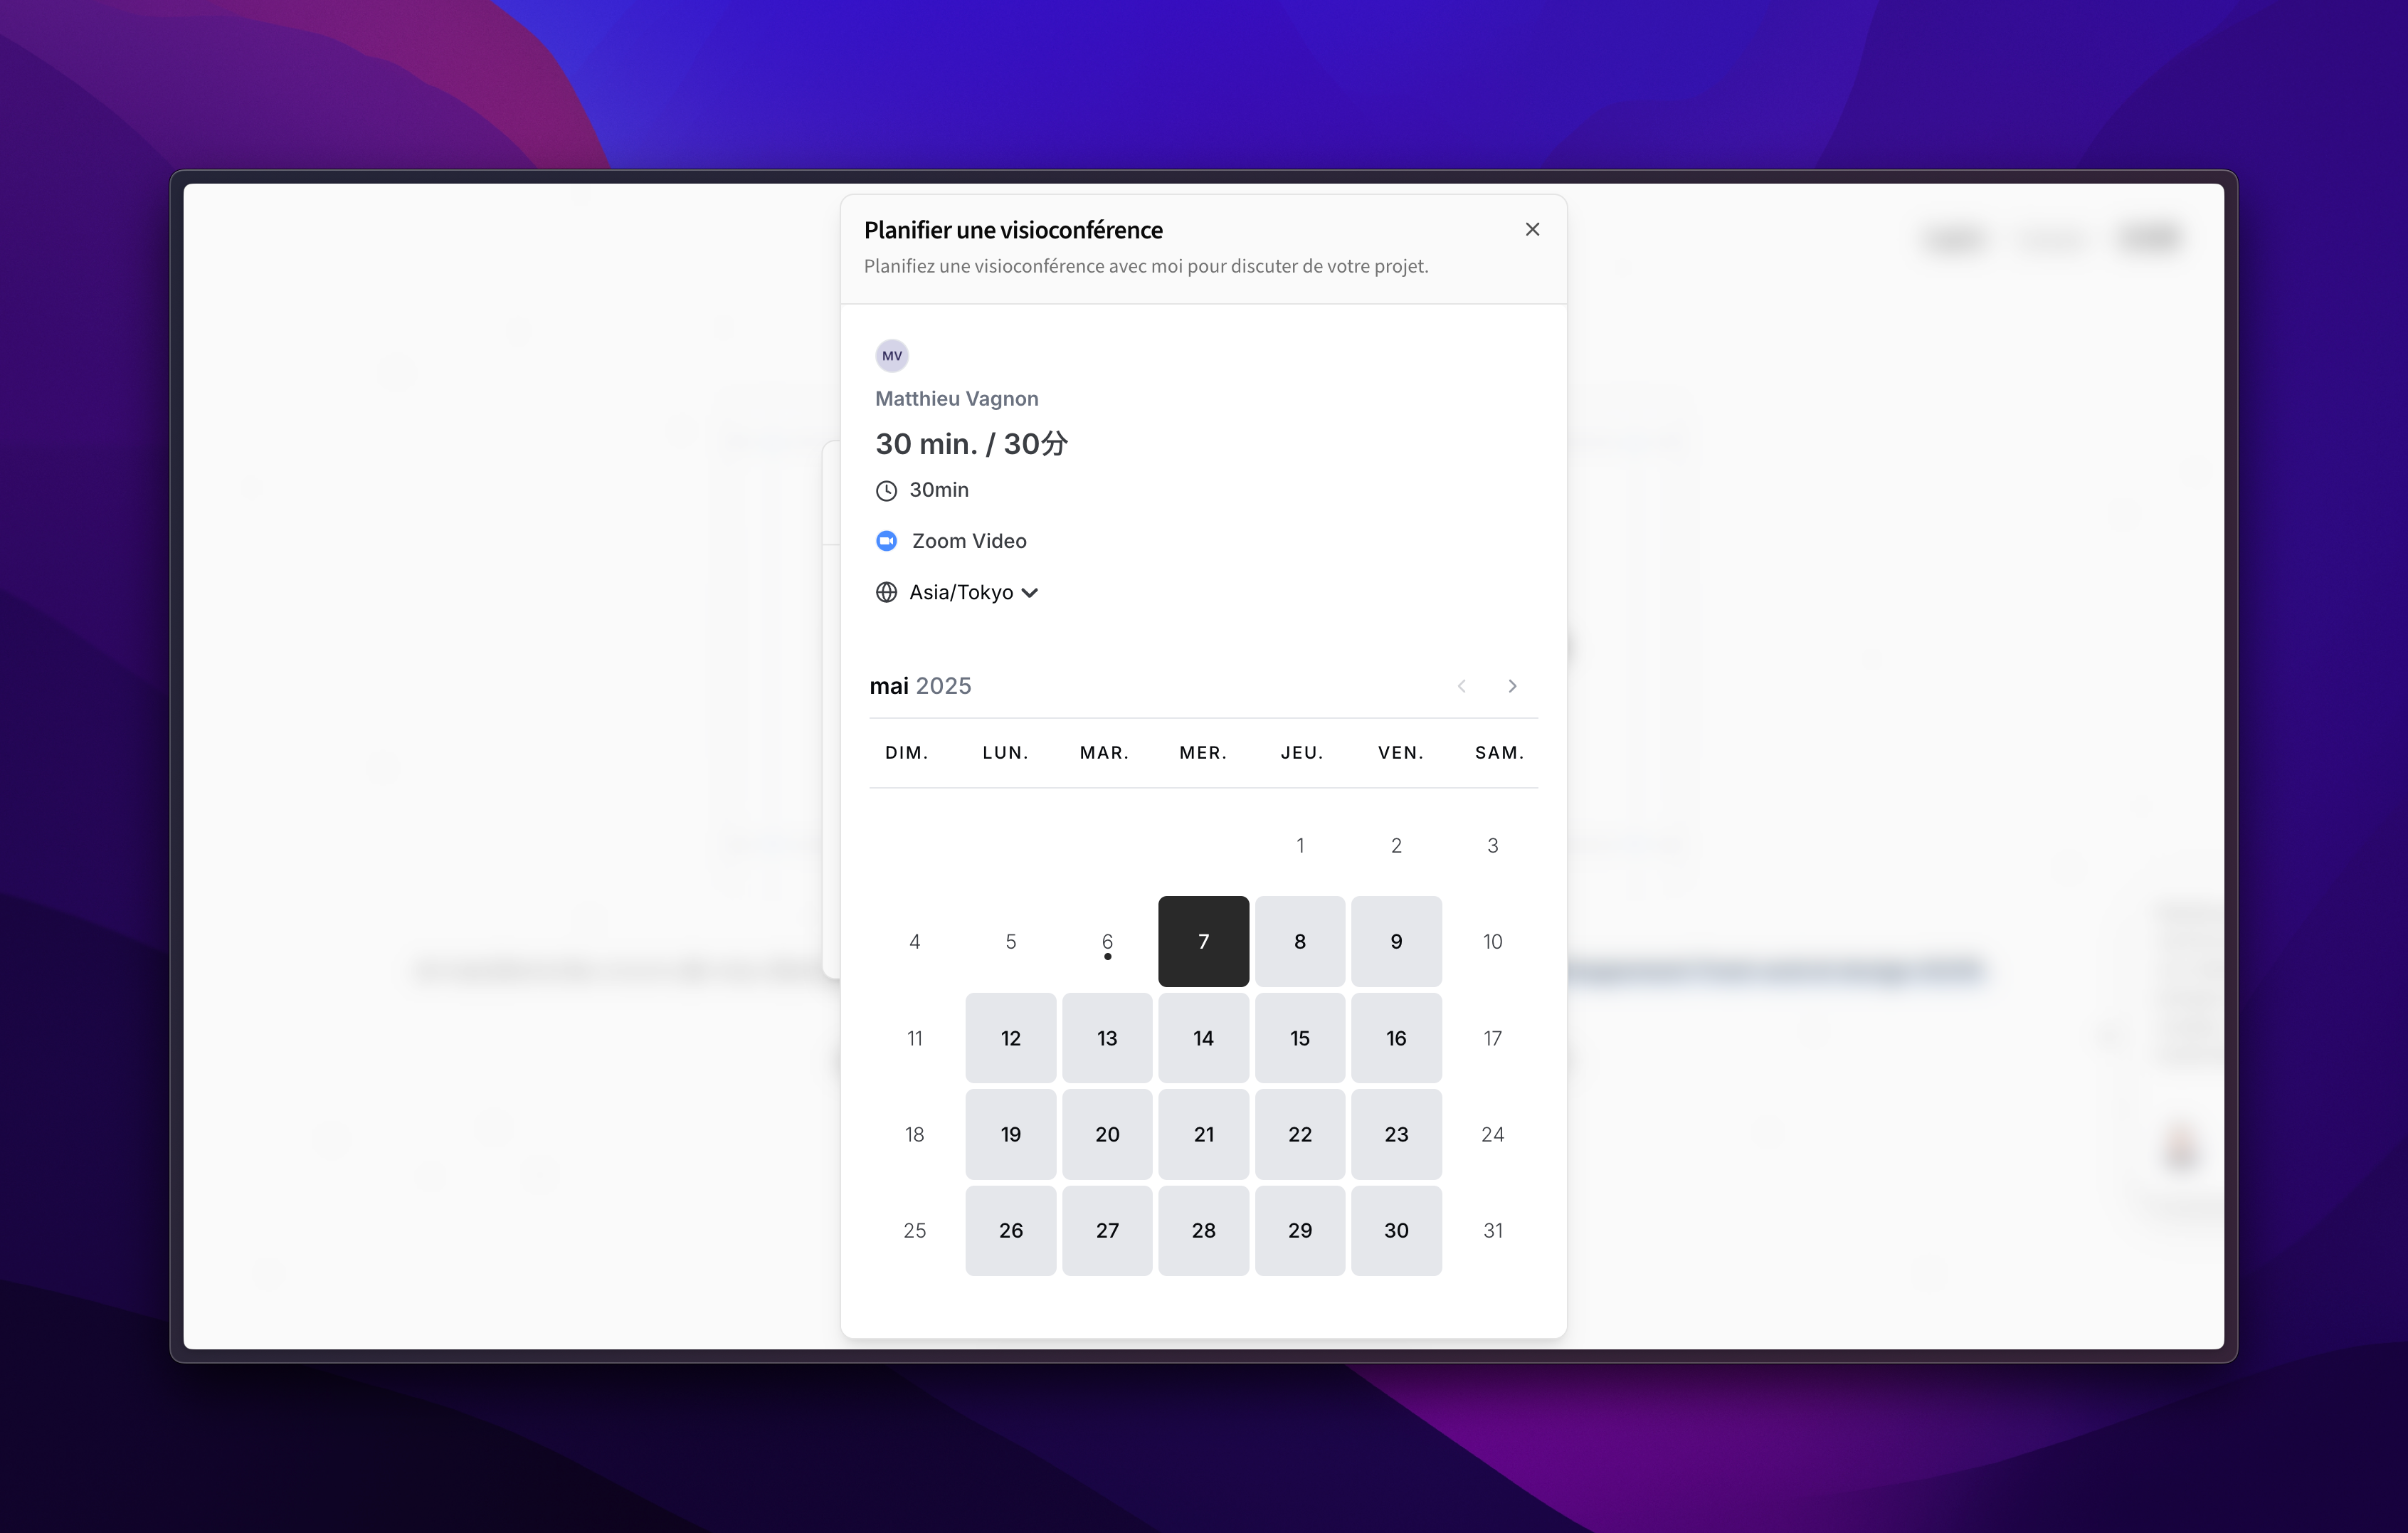 Planifier une visioconférence
Planifiez une visioconférence avec moi pour discuter de votre projet.
MV
Matthieu Vagnon
30 min. / 30分
30min
Zoom Video
Asia/Tokyo
mai 2025
DIM. LUN. MAR. MER. JEU. VEN. SAM.
1 2 3
4 5 6 7 8 9 10
11 12 13 14 15 16 17
18 19 20 21 22 23 24
25 26 27 28 29 30 31